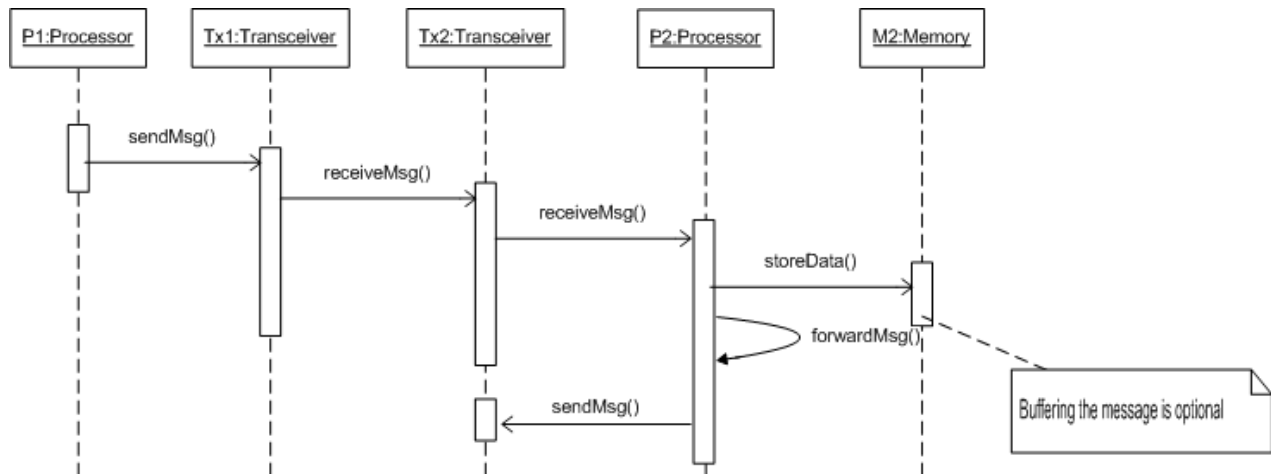 P1:Processor
Tx1:Transceiver
Tx2:Transceiver
P2:Processor
M2:Memory
sendMsg()
receiveMsg()
receiveMsg()
storeData()
forwardMsg()
sendMsg()
Buffering the message is optional